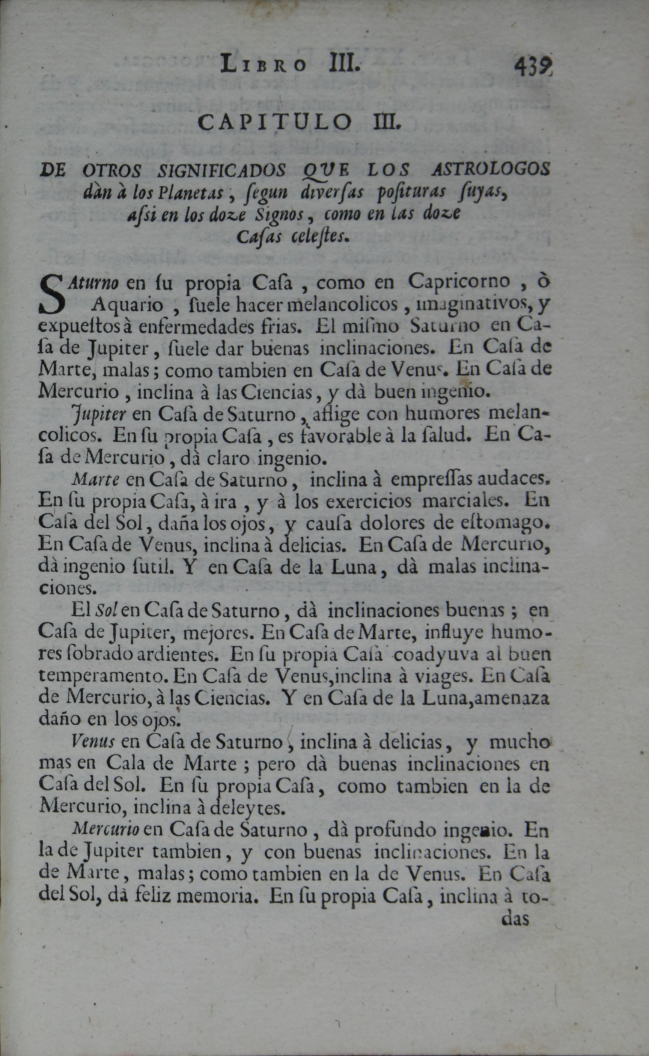 LIBRO III. 439
CAPITULO III.
DE OTROS SIGNIFICADOS QUE LOS ASTROLOGOS
dàn à los Planetas, ſegun diverſas poſituras ſuyas,
aſsi en los doze Signos, como en las doze
Caſas celeſtes.
SAturno en ſu propia Caſa, como en Capricorno, ò
Aquario, ſuele hacer melancolicos, imaginativos, y
expueſtos à enfermedades frias. El miſmo Saturno en Ca-
ſa de Jupiter, ſuele dar buenas inclinaciones. En Caſa de
Marte, malas; como tambien en Caſa de Venus. En Caſa de
Mercurio, inclina à las Ciencias, y dà buen ingenio.
Jupiter en Caſa de Saturno, aflige con humores melan-
colicos. En ſu propia Caſa, es favorable à la ſalud. En Ca-
ſa de Mercurio, dà claro ingenio.
Marte en Caſa de Saturno, inclina à empreſſas audaces.
En ſu propia Caſa, à ira, y à los exercicios marciales. En
Caſa del Sol, daña los ojos, y cauſa dolores de eſtomago.
En Caſa de Venus, inclina à delicias. En Caſa de Mercurio,
dà ingenio ſutil. Y en Caſa de la Luna, dà malas inclina-
ciones.
El Sol en Caſa de Saturno, dà inclinaciones buenas; en
Caſa de Jupiter, mejores. En Caſa de Marte, influye humo-
res ſobrado ardientes. En ſu propia Caſa coadyuva al buen
temperamento. En Caſa de Venus, inclina à viages. En Caſa
de Mercurio, à las Ciencias. Y en Caſa de la Luna, amenaza
daño en los ojos.
Venus en Caſa de Saturno, inclina à delicias, y mucho
mas en Caſa de Marte; pero dà buenas inclinaciones en
Caſa del Sol. En ſu propia Caſa, como tambien en la de
Mercurio, inclina à deleytes.
Mercurio en Caſa de Saturno, dà profundo ingenio. En
la de Jupiter tambien, y con buenas inclinaciones. En la
de Marte, malas; como tambien en la de Venus. En Caſa
del Sol, dà feliz memoria. En ſu propia Caſa, inclina à to-
das